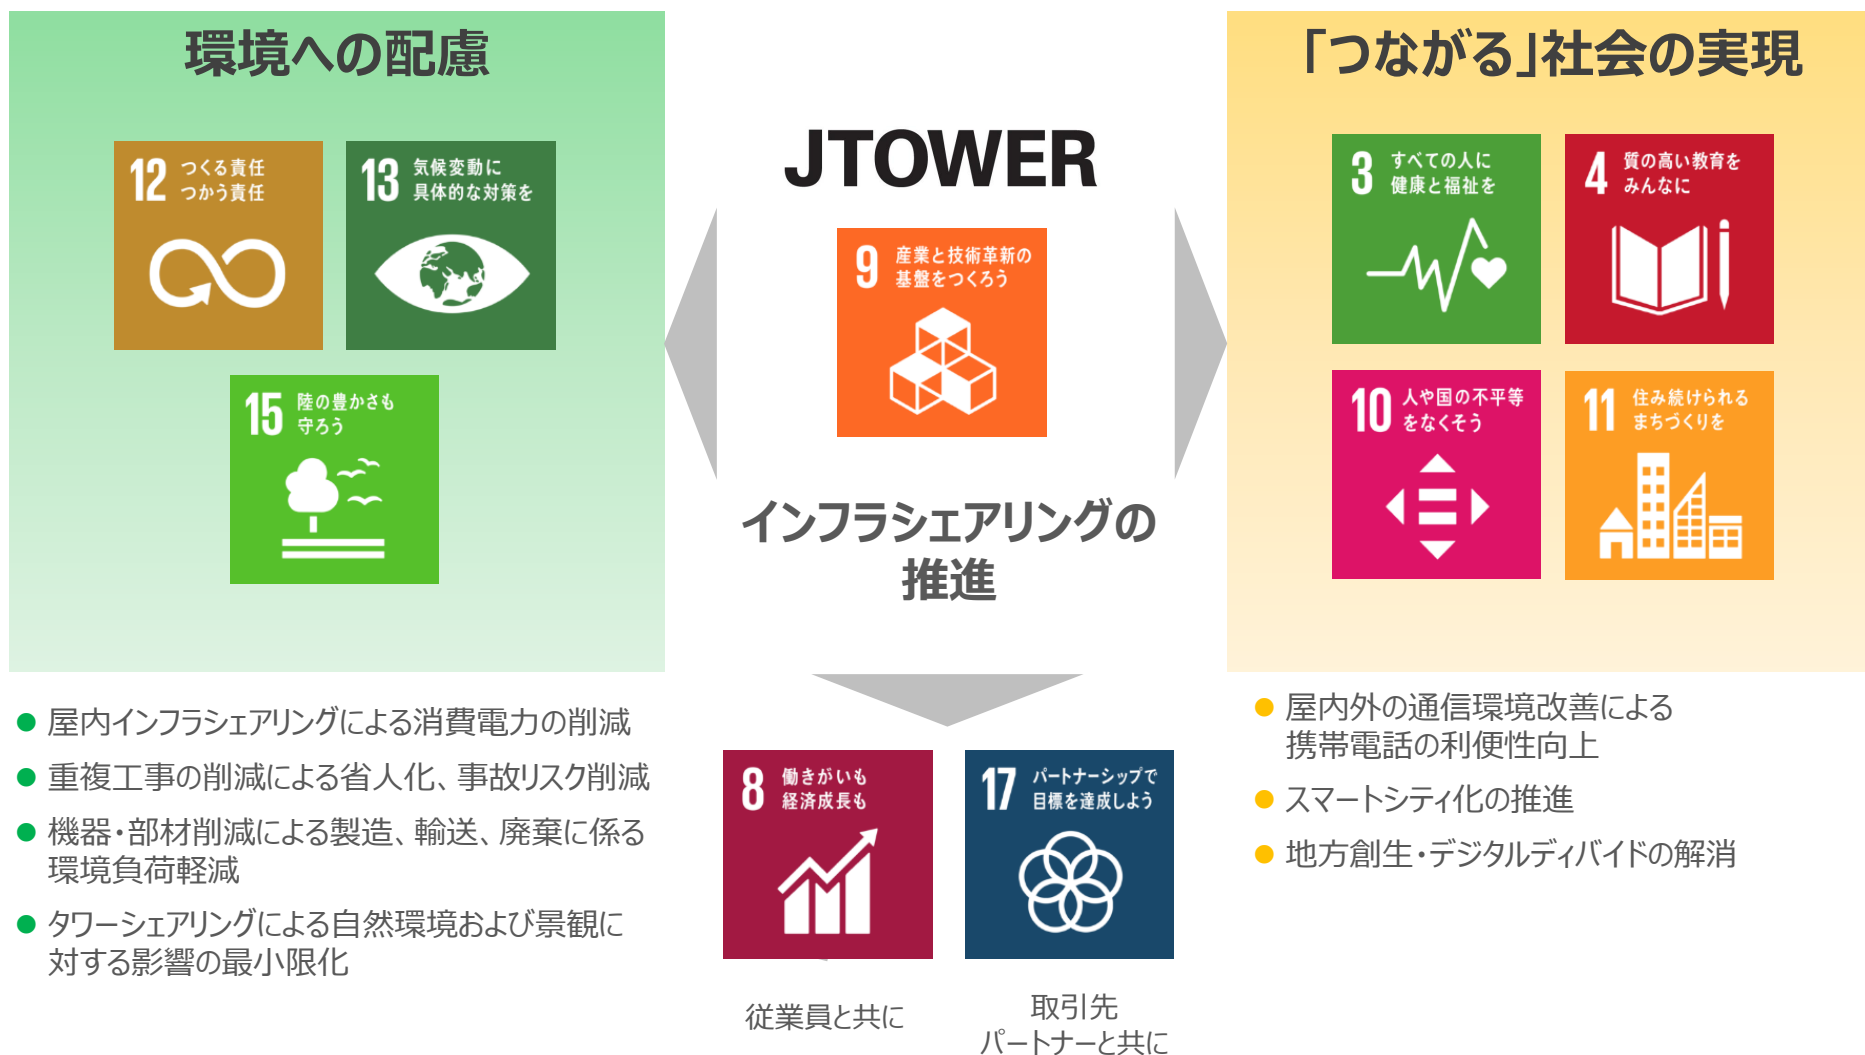 環境への配慮
12 つくる責任
つかう責任
13 気候変動に
具体的な対策を
15 陸の豊かさも
守ろう
● 屋内インフラシェアリングによる消費電力の削減
● 重複工事の削減による省人化、事故リスク削減
● 機器・部材削減による製造、輸送、廃棄に係る
環境負荷軽減
● タワーシェアリングによる自然環境および景観に
対する影響の最小限化
JTOWER
9 産業と技術革新の
基盤をつくろう
インフラシェアリングの
推進
8 働きがいも
経済成長も
従業員と共に
17 パートナーシップで
目標を達成しよう
取引先
パートナーと共に
「つながる」社会の実現
3 すべての人に
健康と福祉を
4 質の高い教育を
みんなに
10 人や国の不平等
をなくそう
11 住み続けられる
まちづくりを
● 屋内外の通信環境改善による
携帯電話の利便性向上
● スマートシティ化の推進
● 地方創生・デジタルディバイドの解消